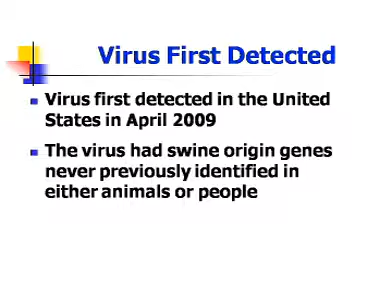 Virus First Detected
Virus first detected in the United
States in April 2009
The virus had swine origin genes
never previously identified in
either animals or people